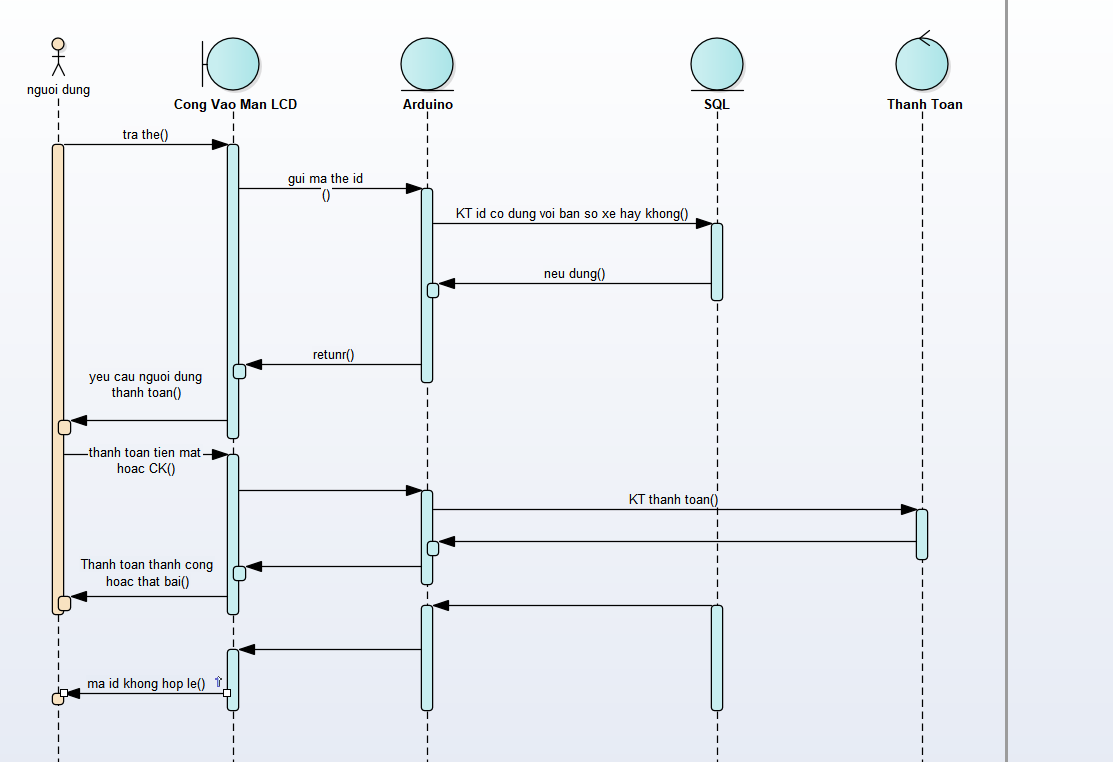 nguoi dung
Cong Vao Man LCD
Arduino
SQL
Thanh Toan
tra the()
gui ma the id
()
KT id co dung voi ban so xe hay khong()
neu dung()
retunr()
yeu cau nguoi dung
thanh toan()
thanh toan tien mat
hoac CK()
KT thanh toan()
Thanh toan thanh cong
hoac that bai()
ma id khong hop le()